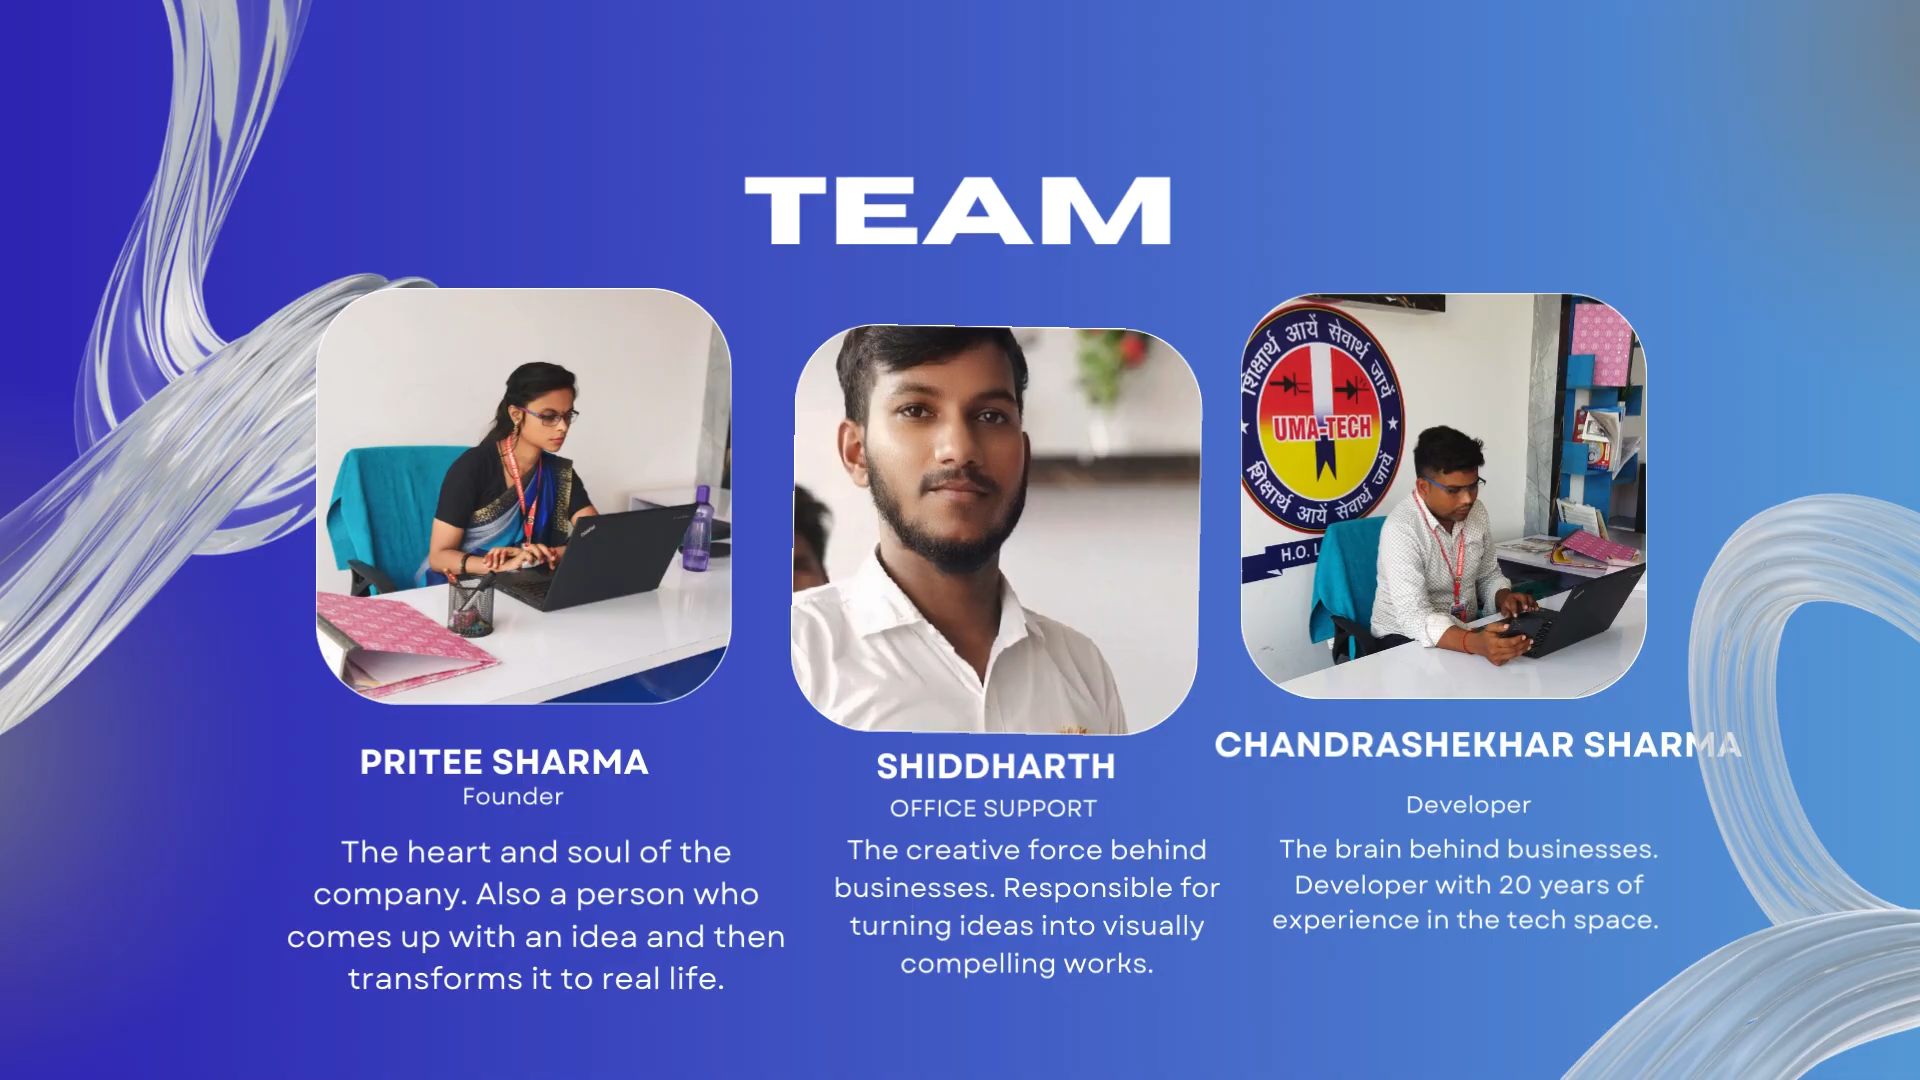 TEAM
शिक्षार्थ आयें सेवार्थ जायें
UMA-TECH
शिक्षार्थ आयें सेवार्थ जायें
H.O. L
PRITEE SHARMA
Founder
The heart and soul of the
company. Also a person who
comes up with an idea and then
transforms it to real life.
SHIDDHARTH
OFFICE SUPPORT
The creative force behind
businesses. Responsible for
turning ideas into visually
compelling works.
CHANDRASHEKHAR SHARMA
Developer
The brain behind businesses.
Developer with 20 years of
experience in the tech space.